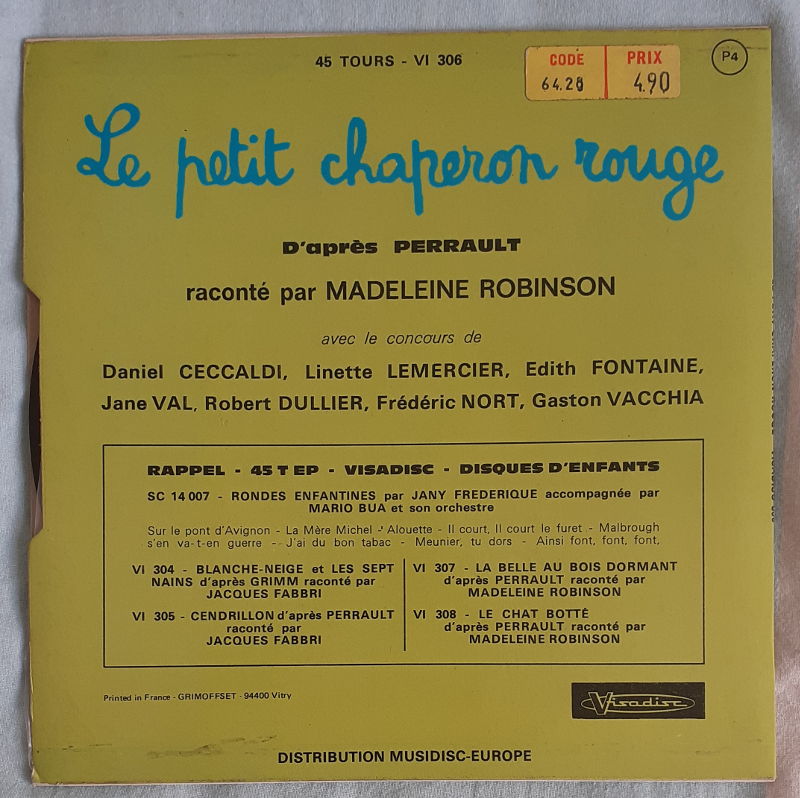 45 TOURS - VI 306
CODE PRIX
64.28 4.90
P4
Le petit chaperon rouge
D'après PERRAULT
raconté par MADELEINE ROBINSON
avec le concours de
Daniel CECCALDI, Linette LEMERCIER, Edith FONTAINE,
Jane VAL, Robert DULLIER, Frédéric NORT, Gaston VACCHIA
RAPPEL - 45 T EP - VISADISC - DISQUES D'ENFANTS
SC 14 007 - RONDES ENFANTINES par JANY FREDERIQUE accompagnée par
MARIO BUA et son orchestre
Sur le pont d'Avignon - La Mère Michel - Alouette - Il court, Il court le furet - Malbrough
s'en va-t-en guerre - J'ai du bon tabac - Meunier, tu dors - Ainsi font, font, font,
VI 304 - BLANCHE-NEIGE et LES SEPT
NAINS d'après GRIMM raconté par
JACQUES FABBRI
VI 305 - CENDRILLON d'après PERRAULT
raconté par
JACQUES FABBRI
VI 307 - LA BELLE AU BOIS DORMANT
d'après PERRAULT raconté par
MADELEINE ROBINSON
VI 308 - LE CHAT BOTTÉ
d'après PERRAULT raconté par
MADELEINE ROBINSON
Printed in France - GRIMOFFSET - 94400 Vitry
Visadisc
DISTRIBUTION MUSIDISC-EUROPE